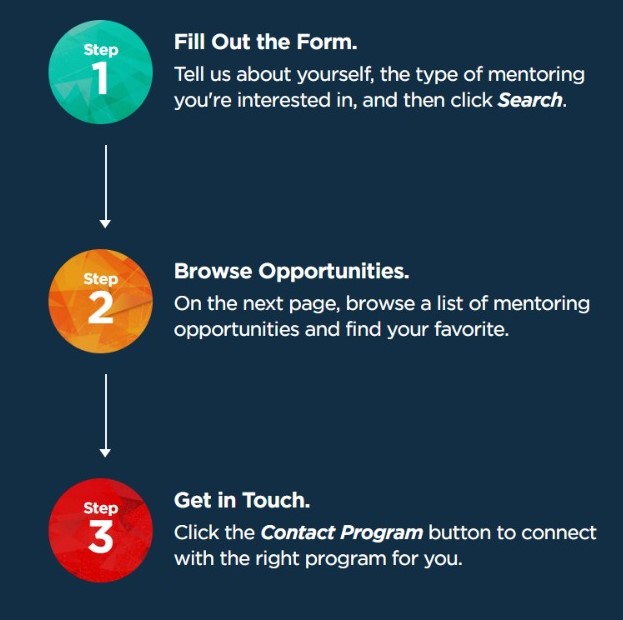 Step
1
Fill Out the Form.
Tell us about yourself, the type of mentoring
you're interested in, and then click Search.
Step
2
Browse Opportunities.
On the next page, browse a list of mentoring
opportunities and find your favorite.
Step
3
Get in Touch.
Click the Contact Program button to connect
with the right program for you.